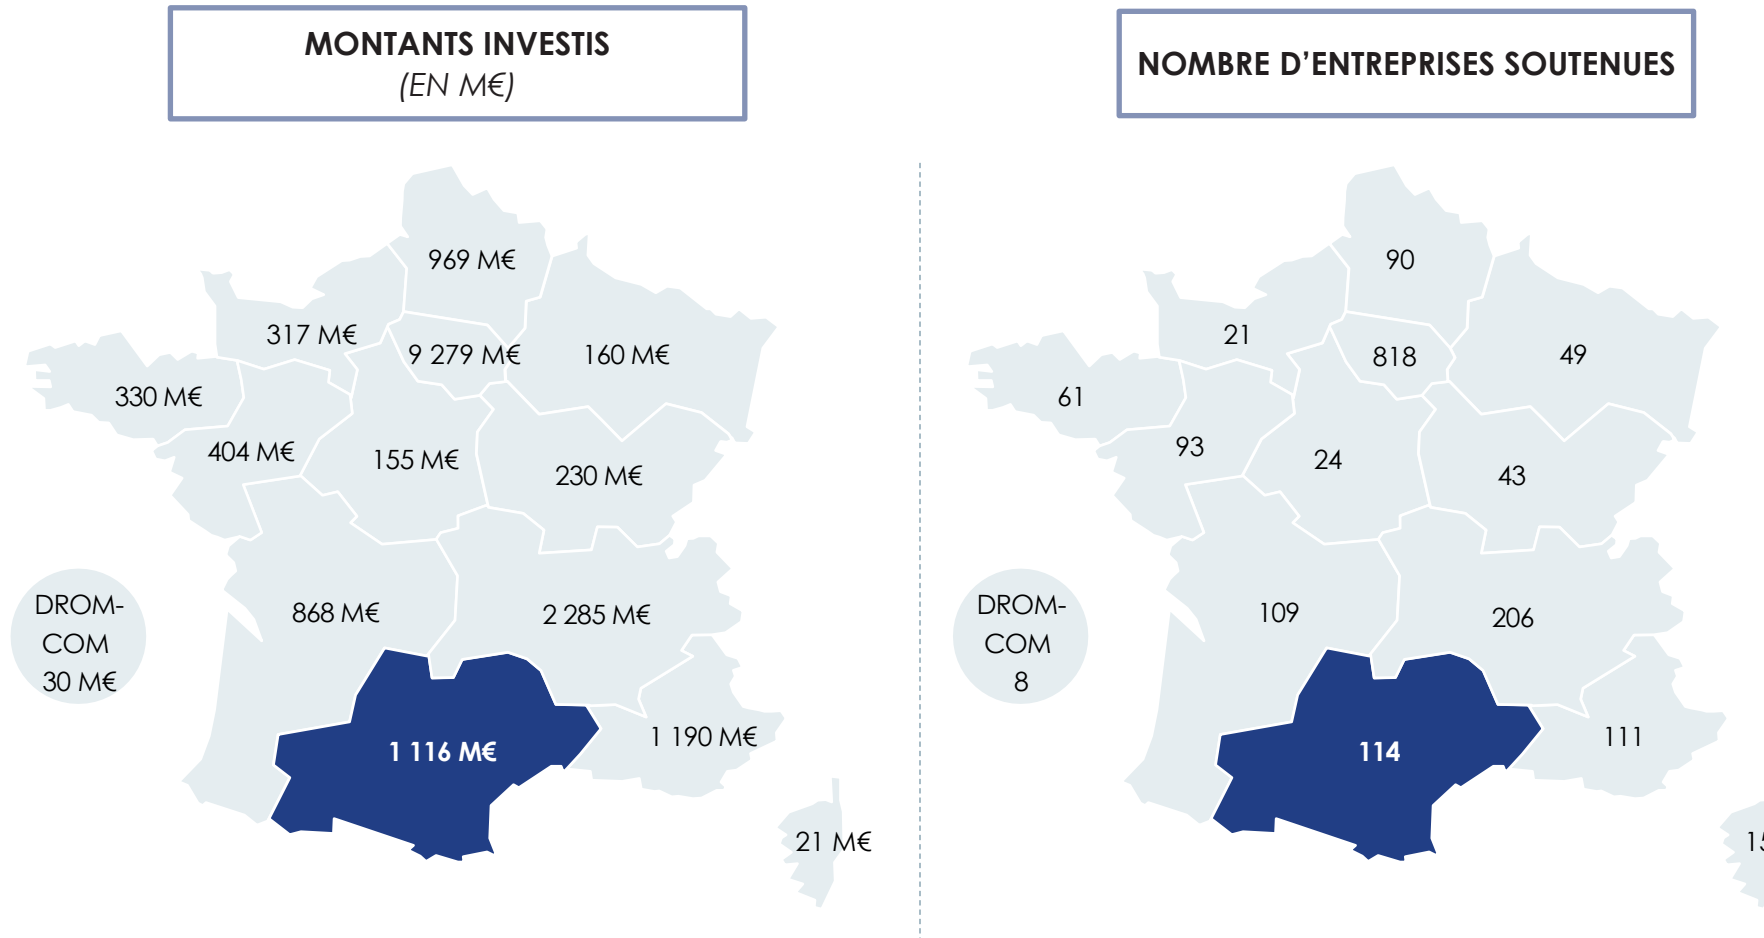 MONTANTS INVESTIS
(EN M€)
969 M€
317 M€
9 279 M€
160 M€
330 M€
404 M€
155 M€
230 M€
DROM-
COM
30 M€
868 M€
2 285 M€
1 116 M€
1 190 M€
21 M€
NOMBRE D’ENTREPRISES SOUTENUES
90
21
818
49
61
93
24
43
DROM-
COM
8
109
206
114
111